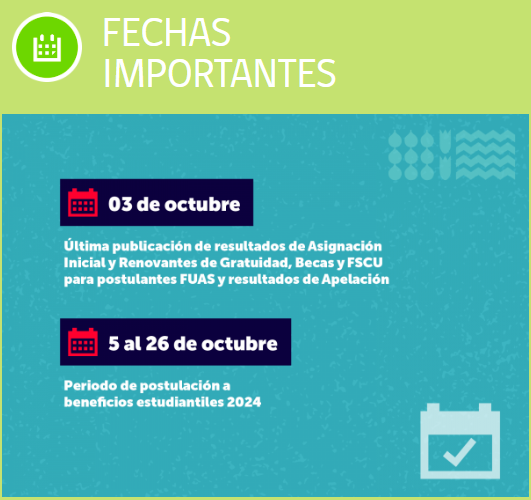 FECHAS
IMPORTANTES
03 de octubre
Última publicación de resultados de Asignación
Inicial y Renovantes de Gratuidad, Becas y FSCU
para postulantes FUAS y resultados de Apelación
5 al 26 de octubre
Periodo de postulación a
beneficios estudiantiles 2024